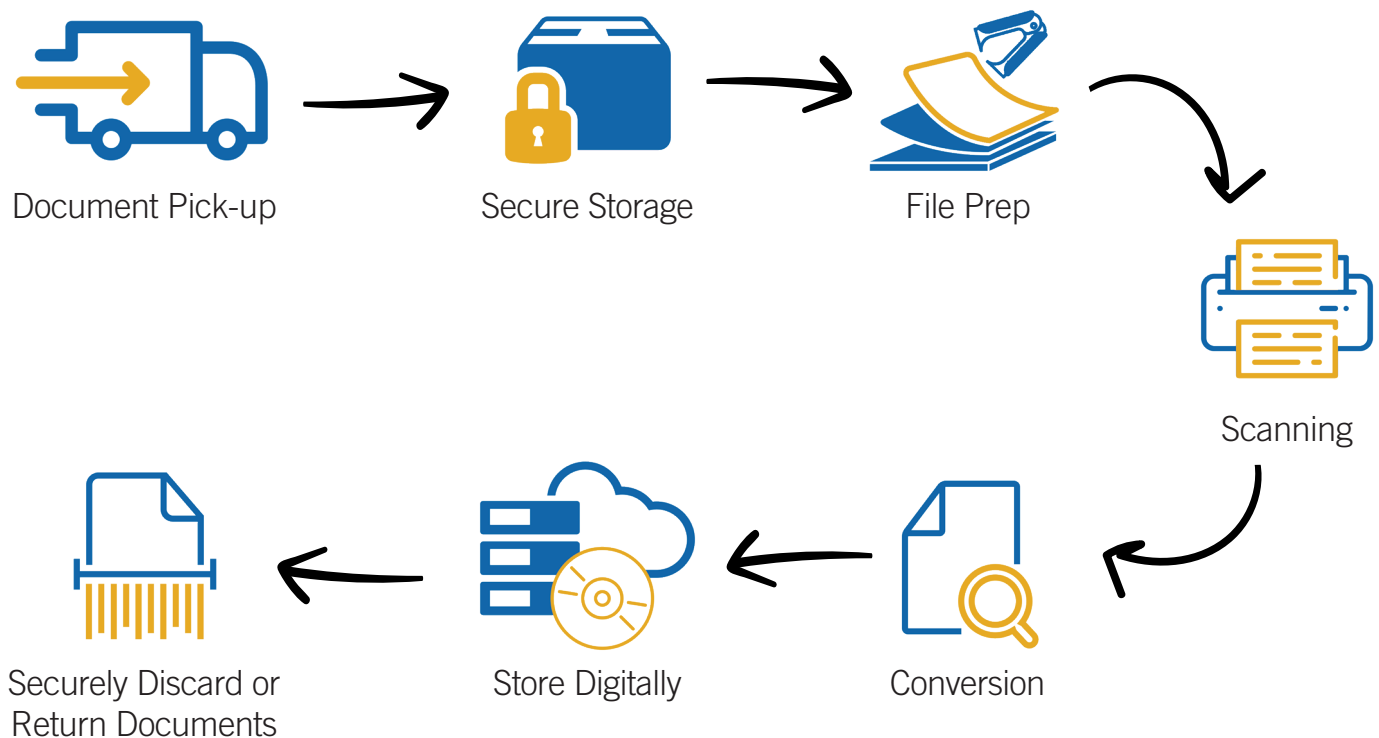 Document Pick-up
Secure Storage
File Prep
Scanning
Conversion
Store Digitally
Securely Discard or
Return Documents